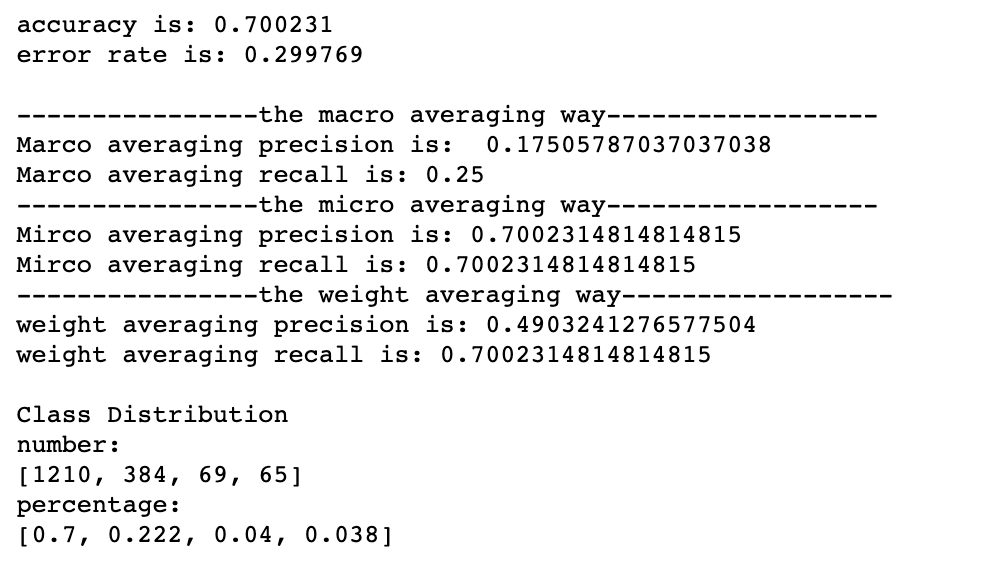 accuracy is: 0.700231
error rate is: 0.299769
----------------the macro averaging way------------------
Marco averaging precision is:  0.17505787037037038
Marco averaging recall is: 0.25
----------------the micro averaging way------------------
Mirco averaging precision is: 0.7002314814814815
Mirco averaging recall is: 0.7002314814814815
----------------the weight averaging way------------------
weight averaging precision is: 0.4903241276577504
weight averaging recall is: 0.7002314814814815
Class Distribution
number:
[1210, 384, 69, 65]
percentage:
[0.7, 0.222, 0.04, 0.038]